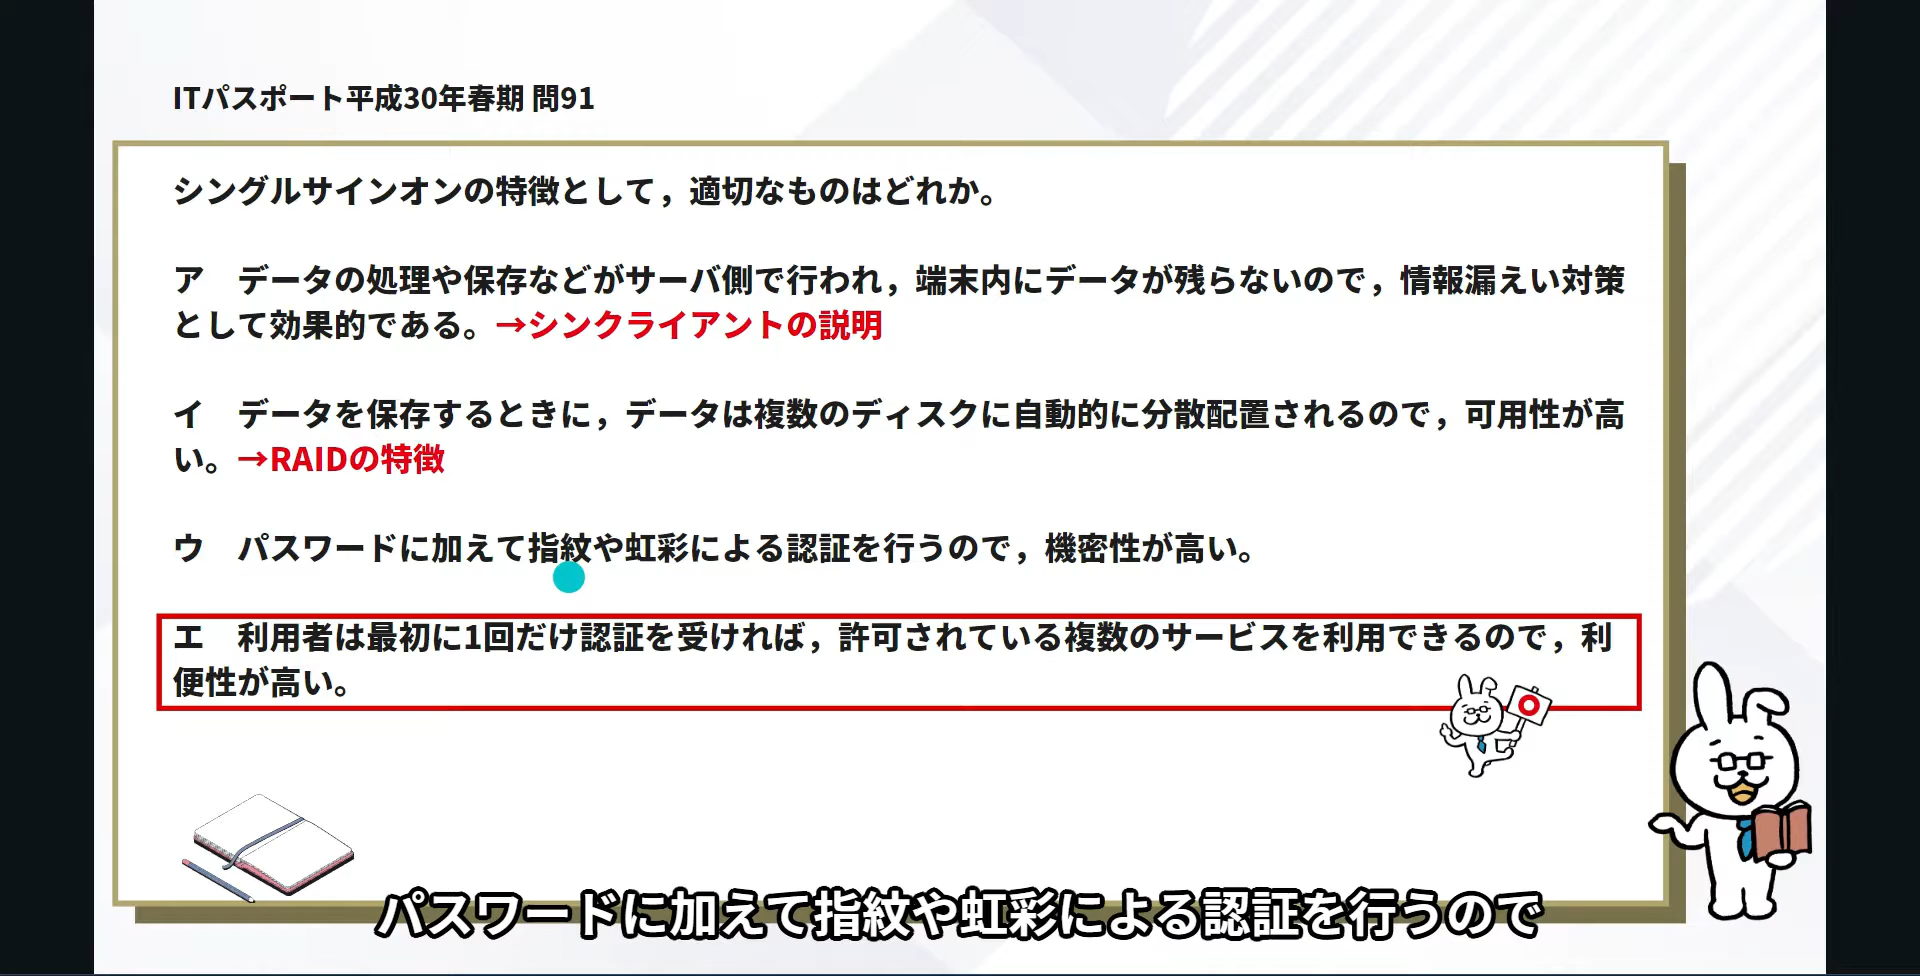 ITパスポート平成30年春期 問91
シングルサインオンの特徴として，適切なものはどれか。
ア　データの処理や保存などがサーバ側で行われ，端末内にデータが残らないので，情報漏えい対策
として効果的である。→シンクライアントの説明
イ　データを保存するときに，データは複数のディスクに自動的に分散配置されるので，可用性が高
い。→RAIDの特徴
ウ　パスワードに加えて指紋や虹彩による認証を行うので，機密性が高い。
エ　利用者は最初に1回だけ認証を受ければ，許可されている複数のサービスを利用できるので，利
便性が高い。
パスワードに加えて指紋や虹彩による認証を行うので